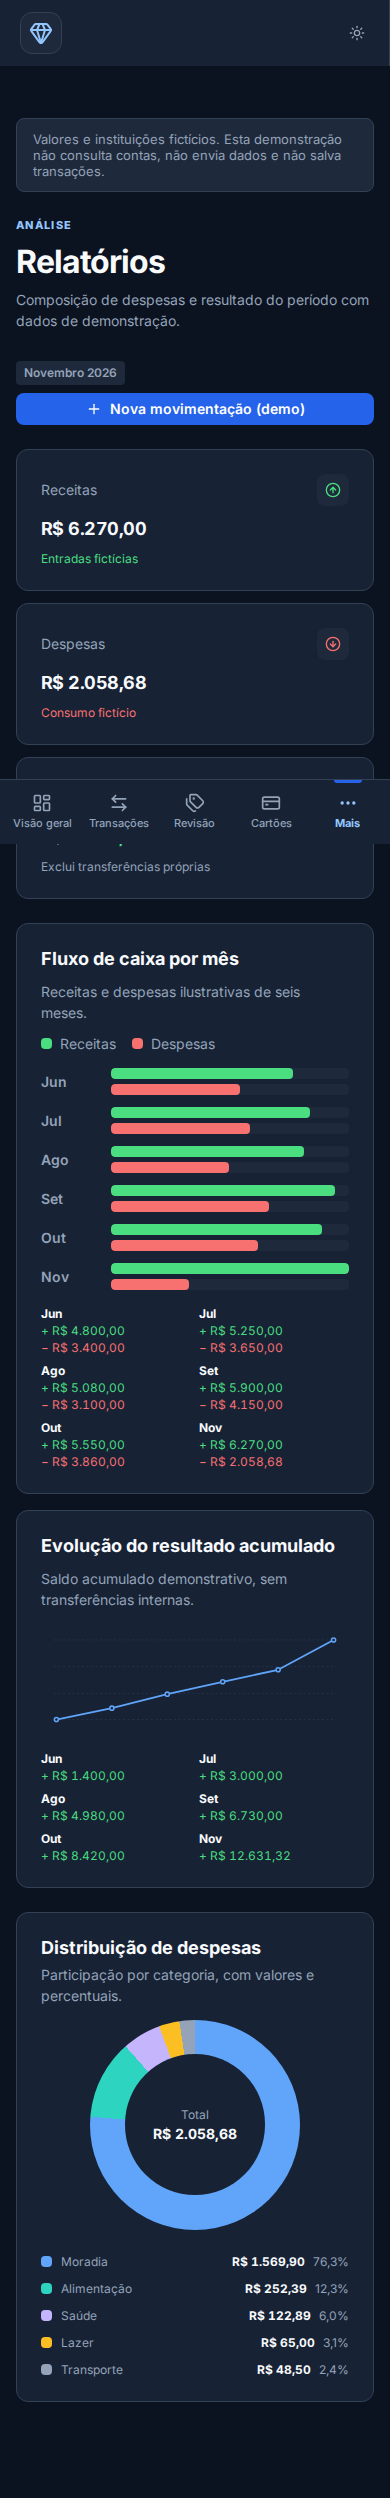 Valores e instituições fictícios. Esta demonstração
não consulta contas, não envia dados e não salva
transações.
ANÁLISE
Relatórios
Composição de despesas e resultado do período com
dados de demonstração.
Novembro 2026
Nova movimentação (demo)
Receitas
R$ 6.270,00
Entradas fictícias
Despesas
R$ 2.058,68
Consumo fictício
Visão geral Transações Revisão Cartões Mais
Exclui transferências próprias
Fluxo de caixa por mês
Receitas e despesas ilustrativas de seis
meses.
Receitas Despesas
Jun
Jul
Ago
Set
Out
Nov
Jun Jul
+ R$ 4.800,00 + R$ 5.250,00
− R$ 3.400,00 − R$ 3.650,00
Ago Set
+ R$ 5.080,00 + R$ 5.900,00
− R$ 3.100,00 − R$ 4.150,00
Out Nov
+ R$ 5.550,00 + R$ 6.270,00
− R$ 3.860,00 − R$ 2.058,68
Evolução do resultado acumulado
Saldo acumulado demonstrativo, sem
transferências internas.
Jun Jul
+ R$ 1.400,00 + R$ 3.000,00
Ago Set
+ R$ 4.980,00 + R$ 6.730,00
Out Nov
+ R$ 8.420,00 + R$ 12.631,32
Distribuição de despesas
Participação por categoria, com valores e
percentuais.
Total
R$ 2.058,68
Moradia R$ 1.569,90 76,3%
Alimentação R$ 252,39 12,3%
Saúde R$ 122,89 6,0%
Lazer R$ 65,00 3,1%
Transporte R$ 48,50 2,4%